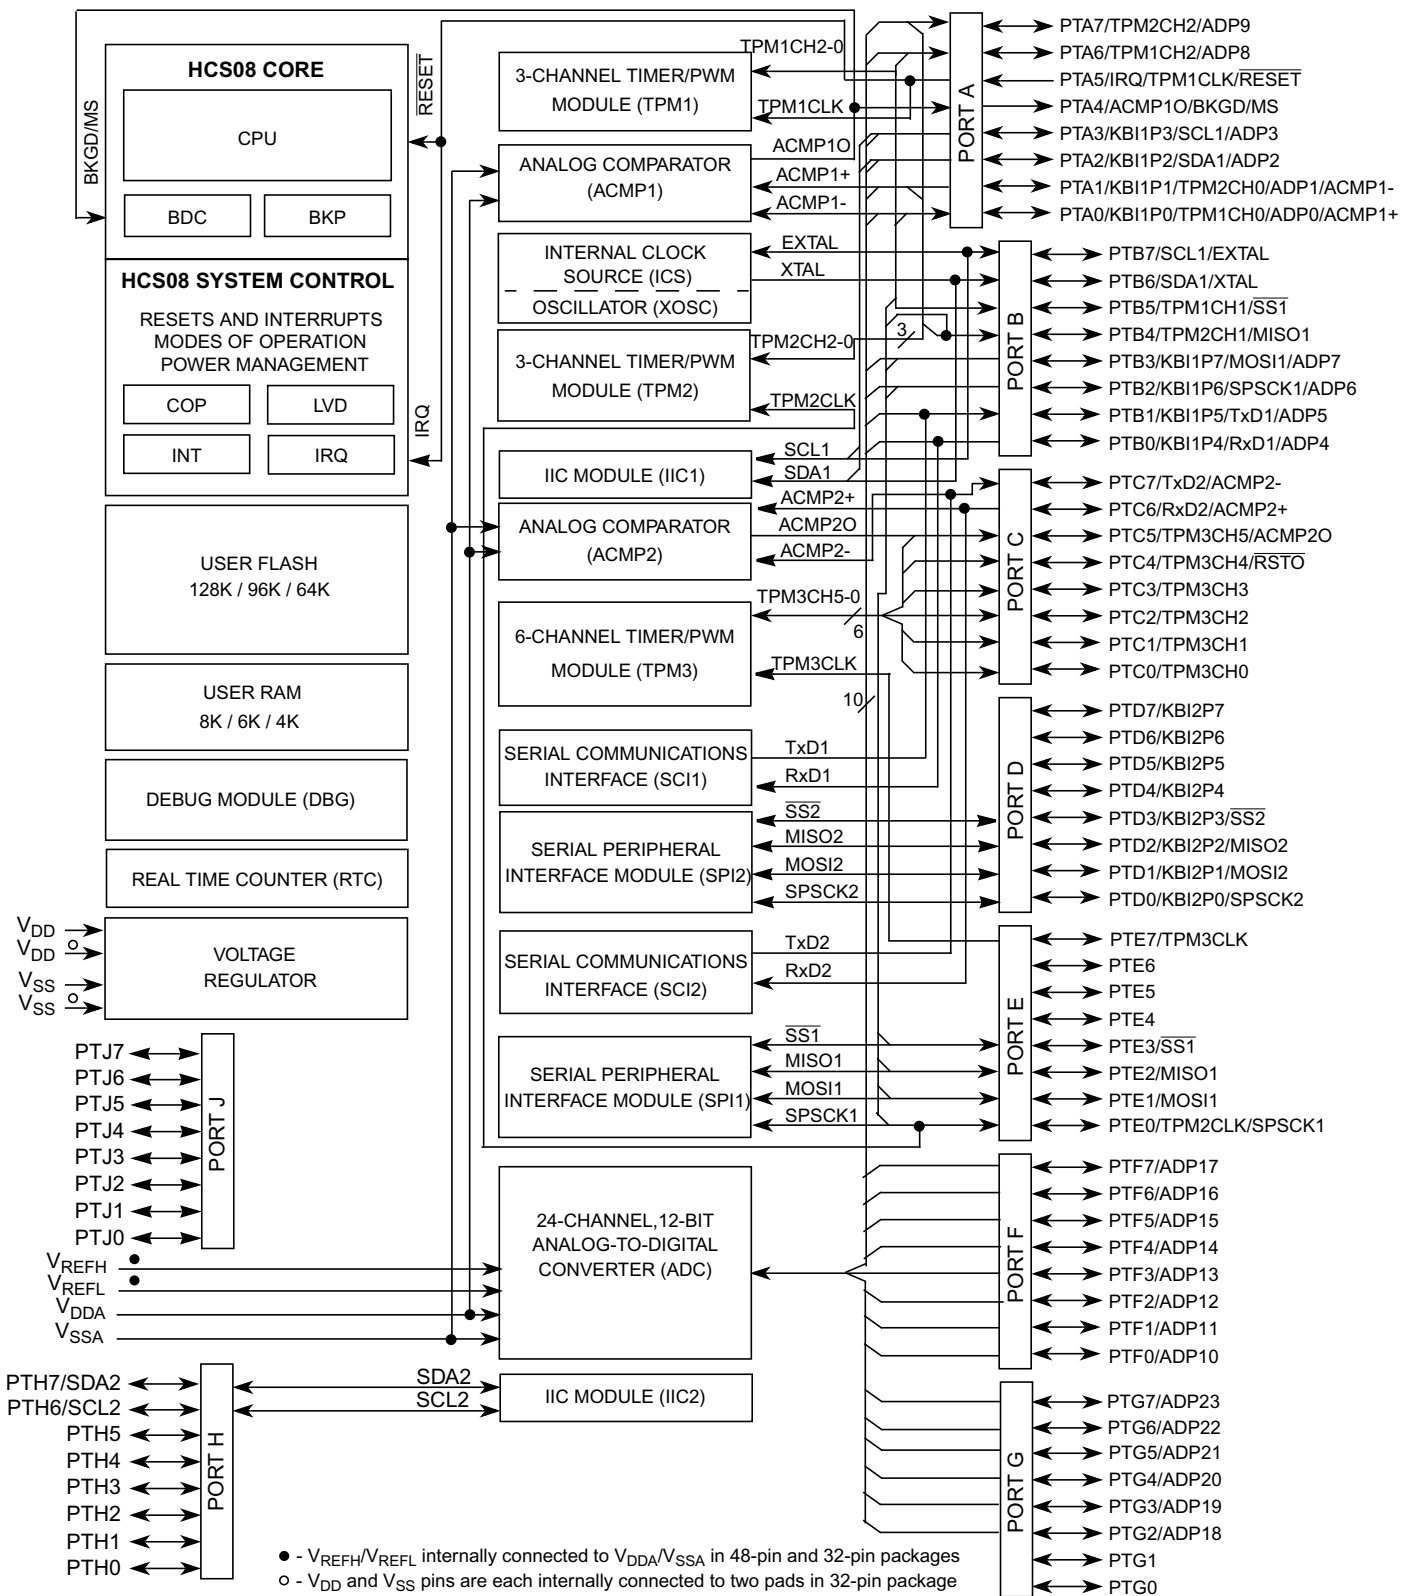 BKGD/MS
HCS08 CORE
CPU
BDC
BKP
RESET
HCS08 SYSTEM CONTROL
RESETS AND INTERRUPTS
MODES OF OPERATION
POWER MANAGEMENT
COP
LVD
INT
IRQ
IRQ
USER FLASH
128K / 96K / 64K
USER RAM
8K / 6K / 4K
DEBUG MODULE (DBG)
REAL TIME COUNTER (RTC)
VOLTAGE
REGULATOR
VDD
VDD
VSS
VSS
PTJ7
PTJ6
PTJ5
PTJ4
PTJ3
PTJ2
PTJ1
PTJ0
PORT J
VREFH
VREFL
VDDA
VSSA
PTH7/SDA2
PTH6/SCL2
PTH5
PTH4
PTH3
PTH2
PTH1
PTH0
PORT H
3-CHANNEL TIMER/PWM
MODULE (TPM1)
TPM1CH2-0
TPM1CLK
ANALOG COMPARATOR
(ACMP1)
ACMP1O
ACMP1+
ACMP1-
INTERNAL CLOCK
SOURCE (ICS)
OSCILLATOR (XOSC)
EXTAL
XTAL
3-CHANNEL TIMER/PWM
MODULE (TPM2)
TPM2CH2-0
3
TPM2CLK
IIC MODULE (IIC1)
SCL1
SDA1
ANALOG COMPARATOR
(ACMP2)
ACMP2+
ACMP2O
ACMP2-
6-CHANNEL TIMER/PWM
MODULE (TPM3)
TPM3CH5-0
6
TPM3CLK
10
SERIAL COMMUNICATIONS
INTERFACE (SCI1)
TxD1
RxD1
SERIAL PERIPHERAL
INTERFACE MODULE (SPI2)
SS2
MISO2
MOSI2
SPSCK2
SERIAL COMMUNICATIONS
INTERFACE (SCI2)
TxD2
RxD2
SERIAL PERIPHERAL
INTERFACE MODULE (SPI1)
SS1
MISO1
MOSI1
SPSCK1
24-CHANNEL,12-BIT
ANALOG-TO-DIGITAL
CONVERTER (ADC)
IIC MODULE (IIC2)
SDA2
SCL2
PORT A
PTA7/TPM2CH2/ADP9
PTA6/TPM1CH2/ADP8
PTA5/IRQ/TPM1CLK/RESET
PTA4/ACMP1O/BKGD/MS
PTA3/KBI1P3/SCL1/ADP3
PTA2/KBI1P2/SDA1/ADP2
PTA1/KBI1P1/TPM2CH0/ADP1/ACMP1-
PTA0/KBI1P0/TPM1CH0/ADP0/ACMP1+
PORT B
PTB7/SCL1/EXTAL
PTB6/SDA1/XTAL
PTB5/TPM1CH1/SS1
PTB4/TPM2CH1/MISO1
PTB3/KBI1P7/MOSI1/ADP7
PTB2/KBI1P6/SPSCK1/ADP6
PTB1/KBI1P5/TxD1/ADP5
PTB0/KBI1P4/RxD1/ADP4
PORT C
PTC7/TxD2/ACMP2-
PTC6/RxD2/ACMP2+
PTC5/TPM3CH5/ACMP2O
PTC4/TPM3CH4/RSTO
PTC3/TPM3CH3
PTC2/TPM3CH2
PTC1/TPM3CH1
PTC0/TPM3CH0
PORT D
PTD7/KBI2P7
PTD6/KBI2P6
PTD5/KBI2P5
PTD4/KBI2P4
PTD3/KBI2P3/SS2
PTD2/KBI2P2/MISO2
PTD1/KBI2P1/MOSI2
PTD0/KBI2P0/SPSCK2
PORT E
PTE7/TPM3CLK
PTE6
PTE5
PTE4
PTE3/SS1
PTE2/MISO1
PTE1/MOSI1
PTE0/TPM2CLK/SPSCK1
PORT F
PTF7/ADP17
PTF6/ADP16
PTF5/ADP15
PTF4/ADP14
PTF3/ADP13
PTF2/ADP12
PTF1/ADP11
PTF0/ADP10
PORT G
PTG7/ADP23
PTG6/ADP22
PTG5/ADP21
PTG4/ADP20
PTG3/ADP19
PTG2/ADP18
PTG1
PTG0
● - VREFH/VREFL internally connected to VDDA/VSSA in 48-pin and 32-pin packages
○ - VDD and VSS pins are each internally connected to two pads in 32-pin package